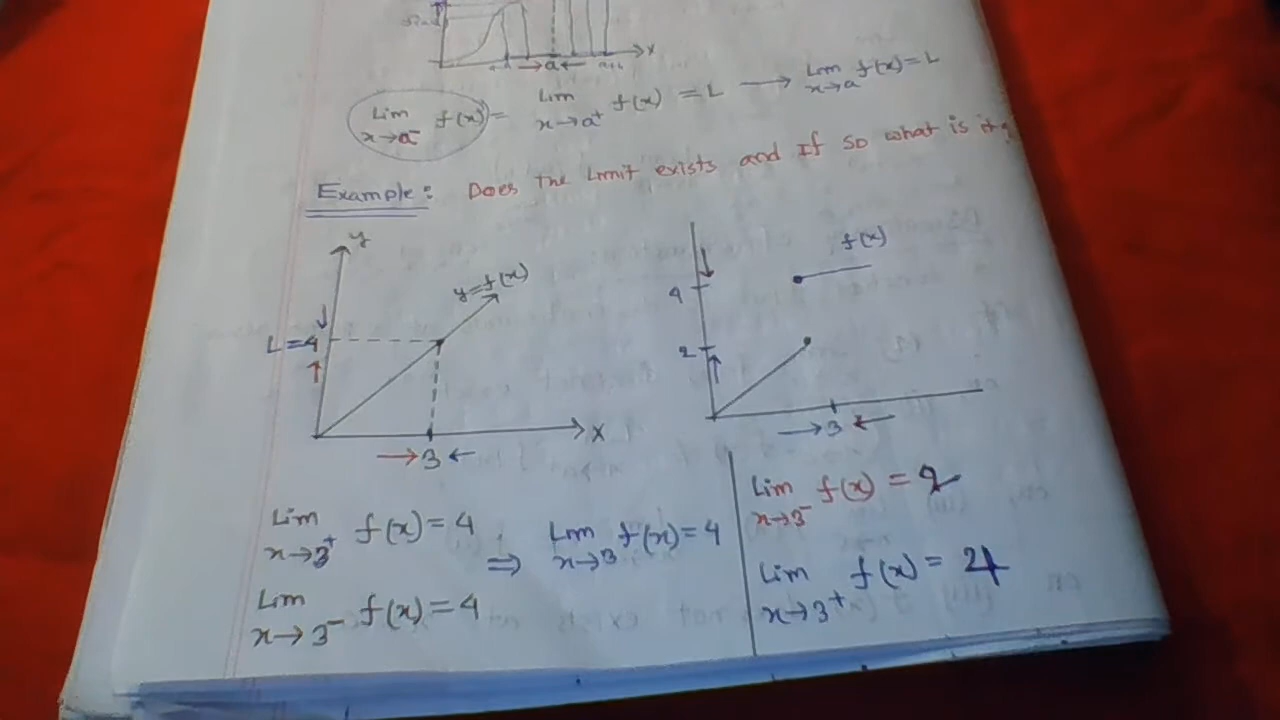 x
→a←
Lim x→a⁻ f(x) = Lim x→a⁺ f(x) = L ⟶ Lim x→a f(x) = L
Example: Does The Limit exists and If so what is it?
y
y=f(x)
L=4
→3←
x
f(x)
4
2
→3←
Lim x→3⁺ f(x) = 4
⇒ Lim x→3 f(x) = 4
Lim x→3⁻ f(x) = 4
Lim x→3⁻ f(x) = 2
Lim x→3⁺ f(x) = 4